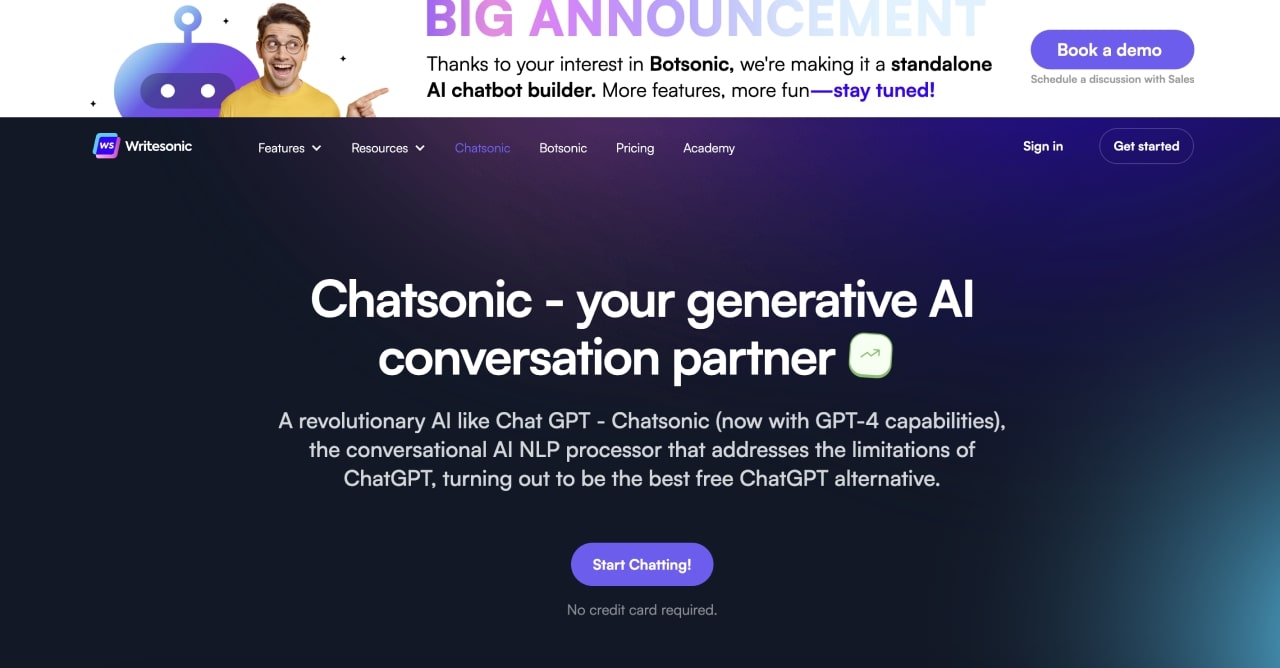 BIG ANNOUNCEMENT
Thanks to your interest in Botsonic, we're making it a standalone
AI chatbot builder. More features, more fun—stay tuned!
Book a demo
Schedule a discussion with Sales
WS Writesonic
Features
Resources
Chatsonic
Botsonic
Pricing
Academy
Sign in
Get started
Chatsonic - your generative AI
conversation partner
A revolutionary AI like Chat GPT - Chatsonic (now with GPT-4 capabilities),
the conversational AI NLP processor that addresses the limitations of
ChatGPT, turning out to be the best free ChatGPT alternative.
Start Chatting!
No credit card required.